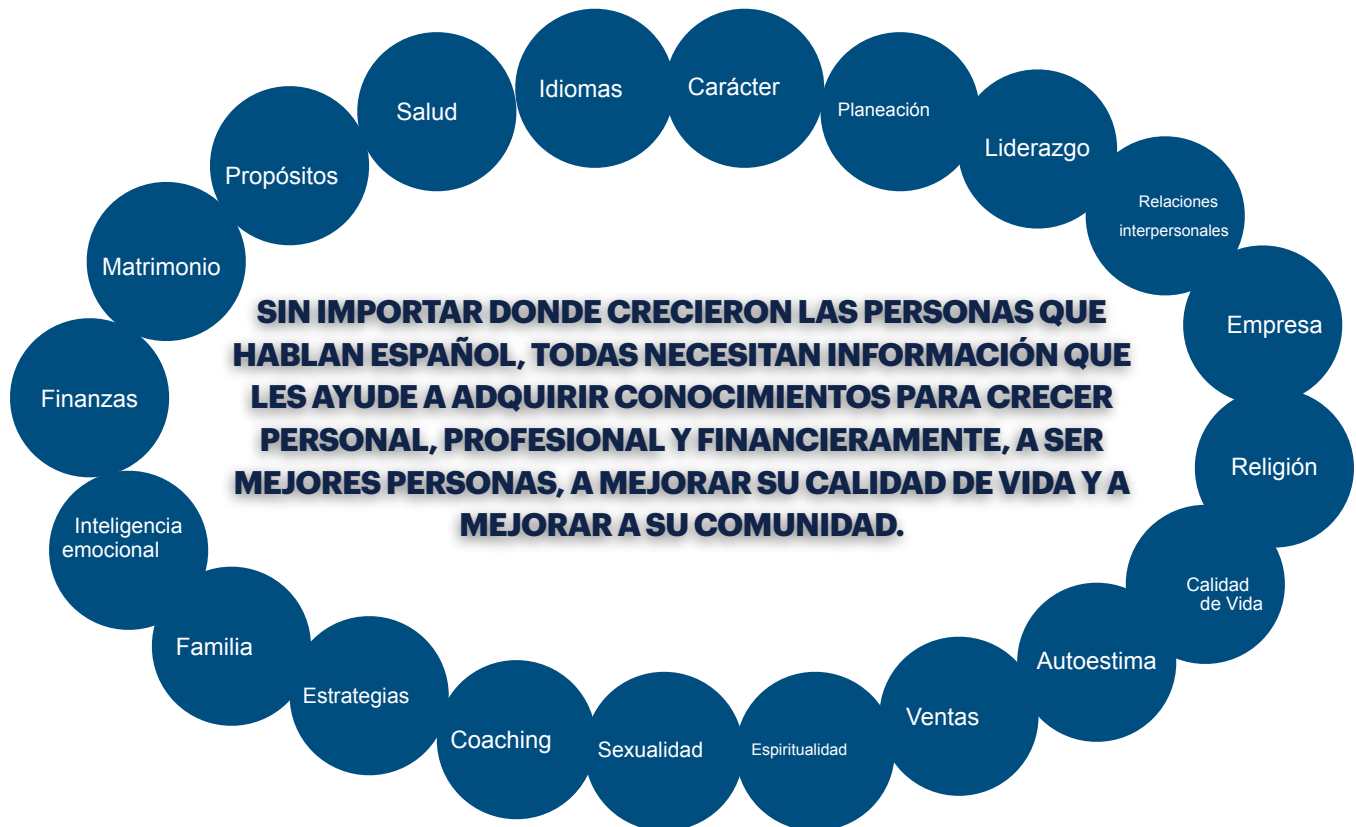 Idiomas
Carácter
Planeación
Salud
Liderazgo
Propósitos
Relaciones
interpersonales
Matrimonio
Empresa
SIN IMPORTAR DONDE CRECIERON LAS PERSONAS QUE
HABLAN ESPAÑOL, TODAS NECESITAN INFORMACIÓN QUE
LES AYUDE A ADQUIRIR CONOCIMIENTOS PARA CRECER
PERSONAL, PROFESIONAL Y FINANCIERAMENTE, A SER
MEJORES PERSONAS, A MEJORAR SU CALIDAD DE VIDA Y A
MEJORAR A SU COMUNIDAD.
Finanzas
Religión
Inteligencia
emocional
Calidad
de Vida
Familia
Autoestima
Estrategias
Ventas
Coaching
Sexualidad
Espiritualidad